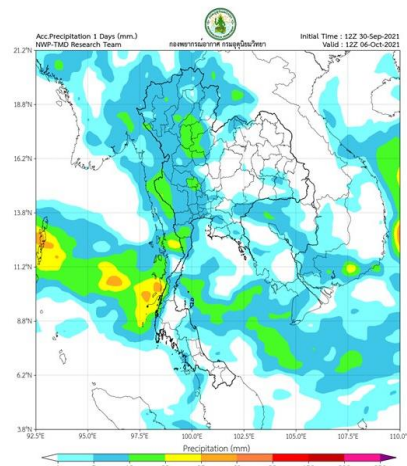 Acc.Precipitation 1 Days (mm.)
NWP-TMD Research Team
กองพยากรณ์อากาศ กรมอุตุนิยมวิทยา
Initial Time : 12Z 30-Sep-2021
Valid : 12Z 06-Oct-2021
21.2°N
18.8°N
16.2°N
13.8°N
11.2°N
8.8°N
6.2°N
3.8°N
92.5°E 95.0°E 97.5°E 100.0°E 102.5°E 105.0°E 107.5°E 110.0
Precipitation (mm)